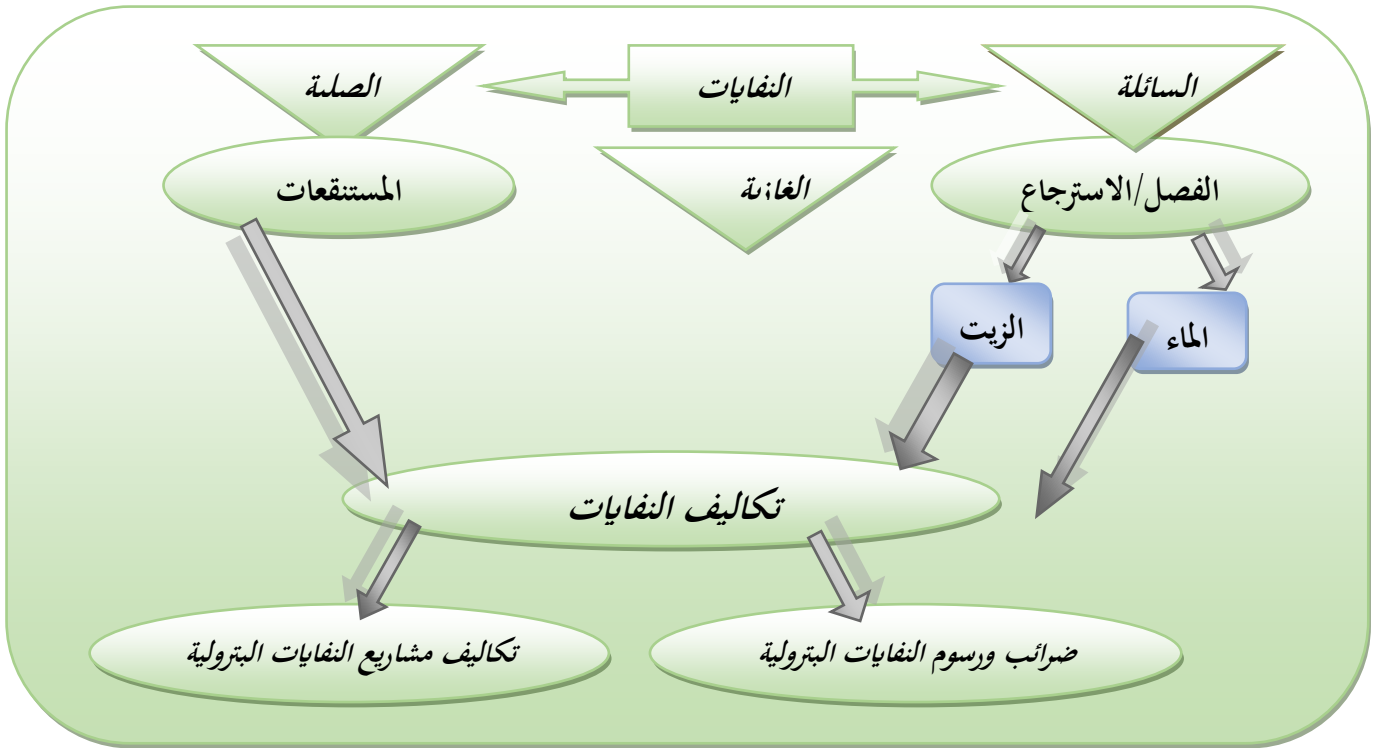 السائلة
النفايات
الصلبة
الغازية
الفصل/الاسترجاع
المستنقعات
الزيت
الماء
تكاليف النفايات
ضرائب ورسوم النفايات البترولية
تكاليف مشاريع النفايات البترولية